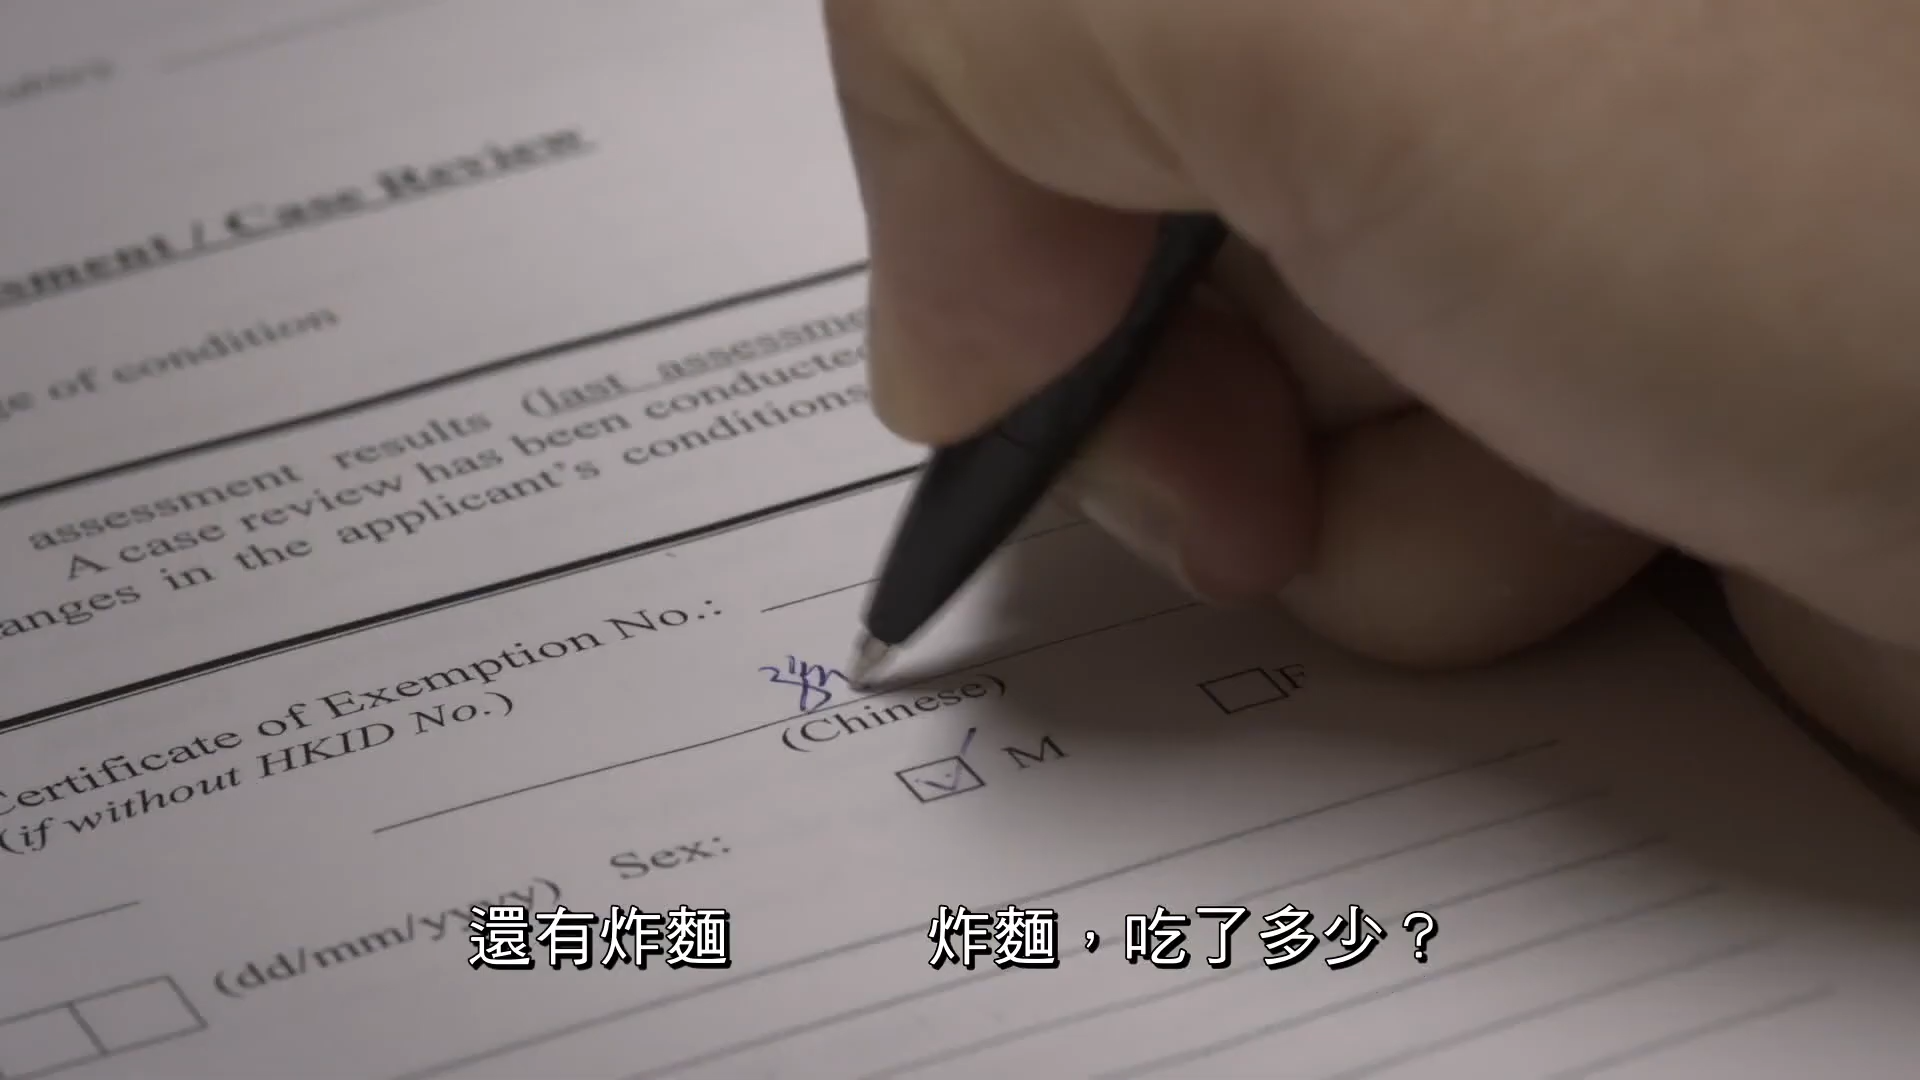 sment / Case Review
ge of condition
assessment results (last assessme
A case review has been conducte
anges in the applicant's conditions
Certificate of Exemption No.:
(if without HKID No.)
(Chinese)
Sex:
M
F
(dd/mm/yyyy)
還有炸麵 炸麵，吃了多少？